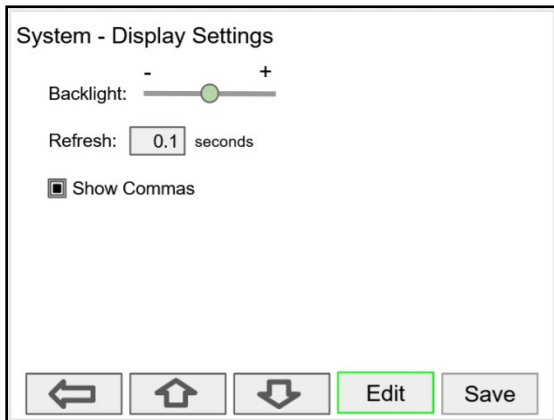 System - Display Settings
- +
Backlight:
Refresh: 0.1 seconds
Show Commas
Edit Save